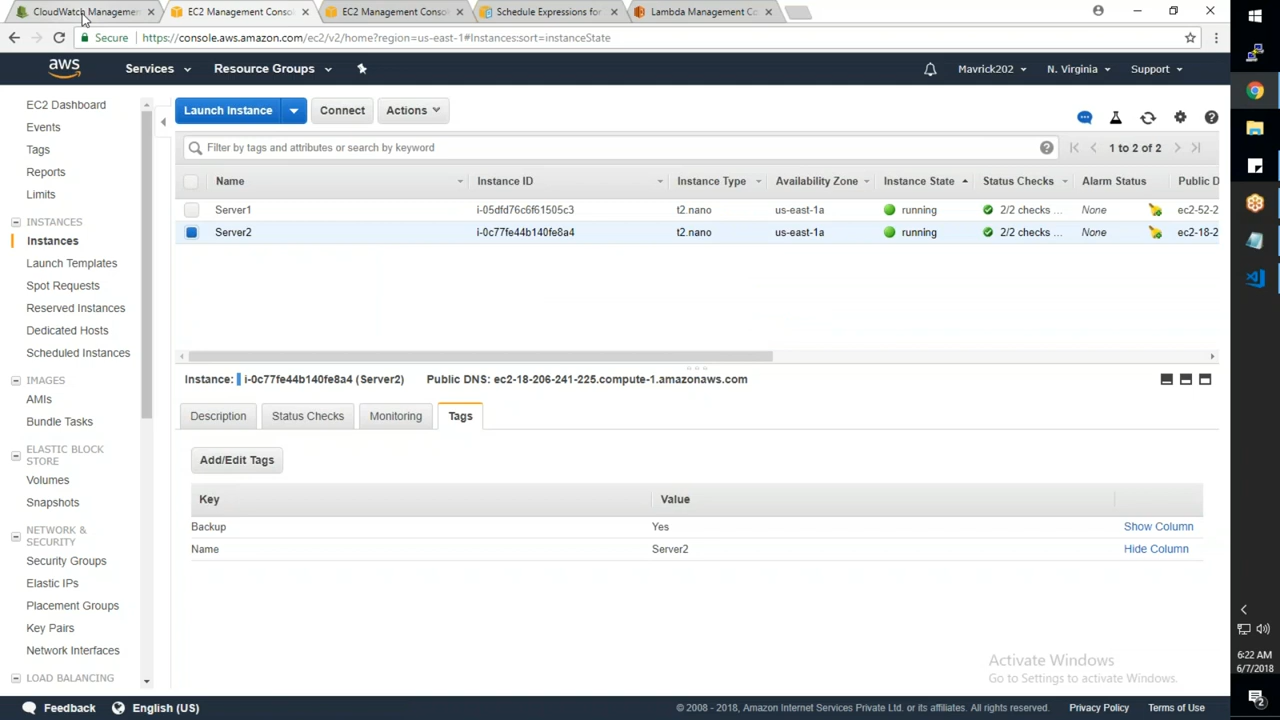 CloudWatch Managemen
EC2 Management Conso
EC2 Management Conso
Schedule Expressions for
Lambda Management Co
Secure https://console.aws.amazon.com/ec2/v2/home?region=us-east-1#Instances:sort=instanceState
aws Services Resource Groups Mavrick202 N. Virginia Support
EC2 Dashboard
Events
Tags
Reports
Limits
INSTANCES
Instances
Launch Templates
Spot Requests
Reserved Instances
Dedicated Hosts
Scheduled Instances
IMAGES
AMIs
Bundle Tasks
ELASTIC BLOCK
STORE
Volumes
Snapshots
NETWORK &
SECURITY
Security Groups
Elastic IPs
Placement Groups
Key Pairs
Network Interfaces
LOAD BALANCING
Launch Instance Connect Actions
Filter by tags and attributes or search by keyword
1 to 2 of 2
Name Instance ID Instance Type Availability Zone Instance State Status Checks Alarm Status Public D
Server1 i-05dfd76c6f61505c3 t2.nano us-east-1a running 2/2 checks ... None ec2-52-2
Server2 i-0c77fe44b140fe8a4 t2.nano us-east-1a running 2/2 checks ... None ec2-18-2
Instance: i-0c77fe44b140fe8a4 (Server2) Public DNS: ec2-18-206-241-225.compute-1.amazonaws.com
Description Status Checks Monitoring Tags
Add/Edit Tags
Key Value
Backup Yes Show Column
Name Server2 Hide Column
Activate Windows
Go to Settings to activate Windows.
Feedback English (US) © 2008 - 2018, Amazon Internet Services Private Ltd. or its affiliates. All rights reserved. Privacy Policy Terms of Use
6:22 AM
6/7/2018
2